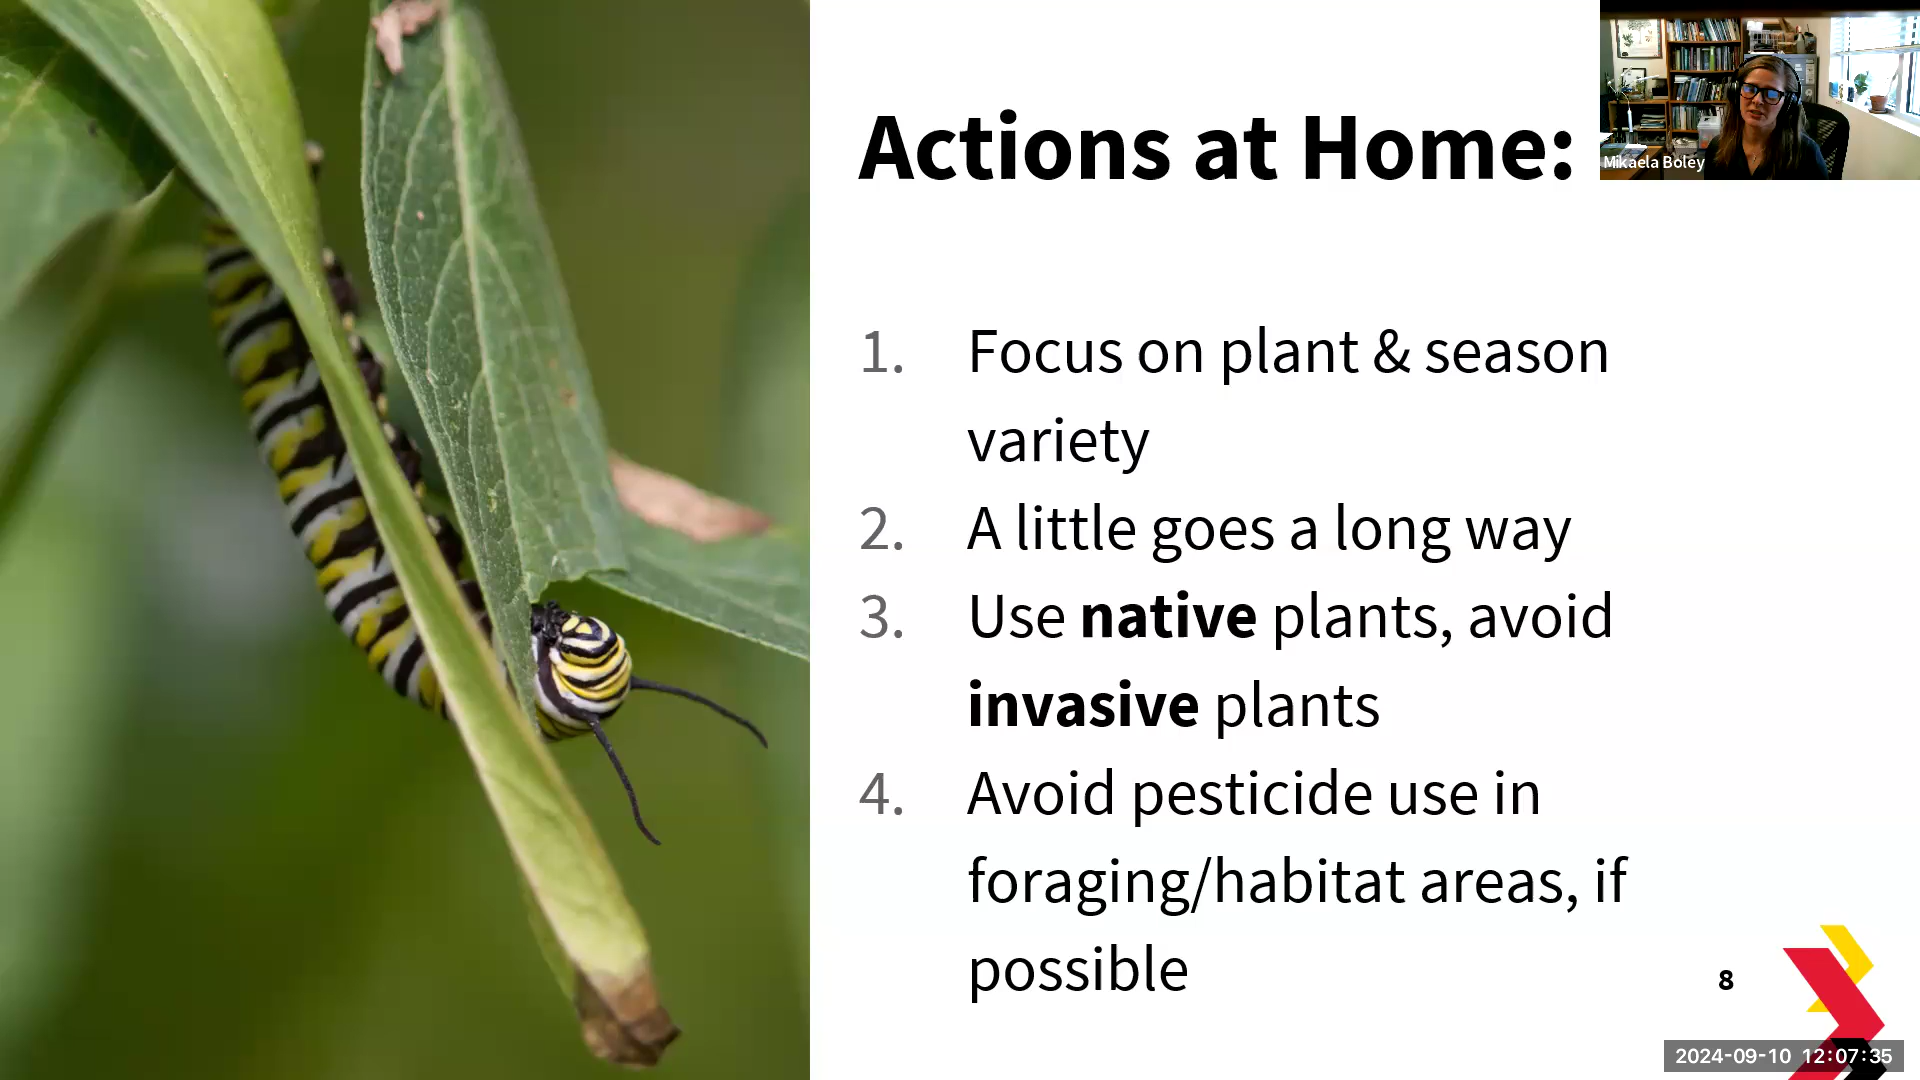 Actions at Home:
Mikaela Boley
1. Focus on plant & season
variety
2. A little goes a long way
3. Use native plants, avoid
invasive plants
4. Avoid pesticide use in
foraging/habitat areas, if
possible
8
2024-09-10 12:07:35